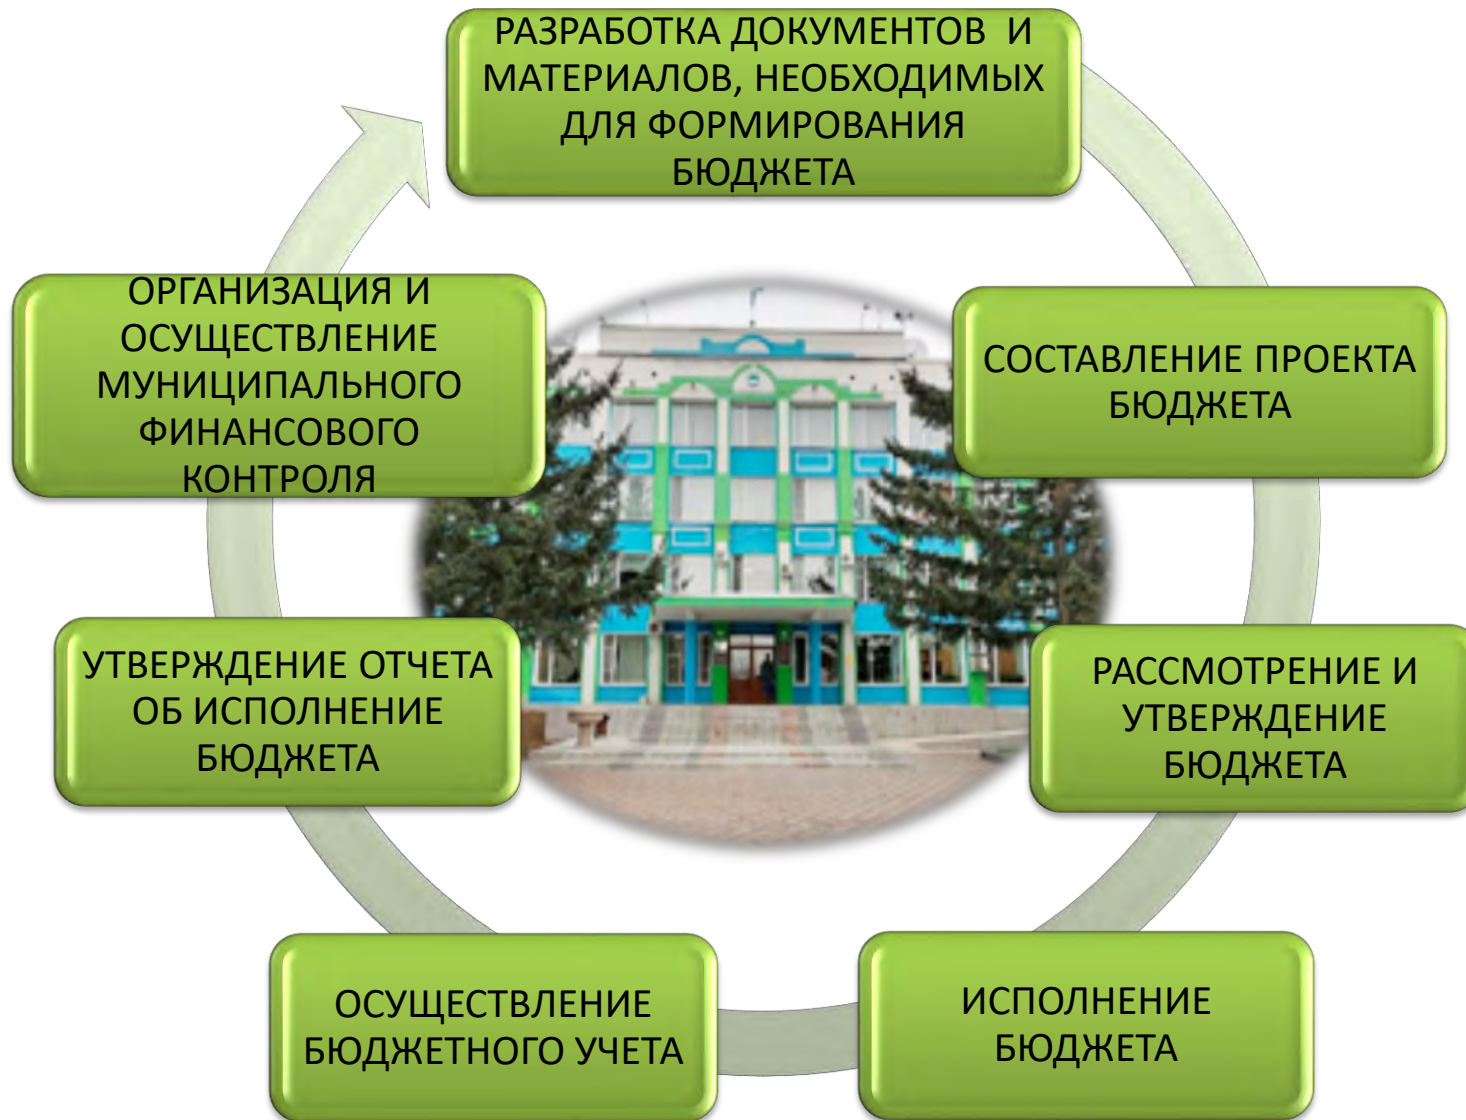 РАЗРАБОТКА ДОКУМЕНТОВ И
МАТЕРИАЛОВ, НЕОБХОДИМЫХ
ДЛЯ ФОРМИРОВАНИЯ
БЮДЖЕТА
СОСТАВЛЕНИЕ ПРОЕКТА
БЮДЖЕТА
РАССМОТРЕНИЕ И
УТВЕРЖДЕНИЕ
БЮДЖЕТА
ИСПОЛНЕНИЕ
БЮДЖЕТА
ОСУЩЕСТВЛЕНИЕ
БЮДЖЕТНОГО УЧЕТА
УТВЕРЖДЕНИЕ ОТЧЕТА
ОБ ИСПОЛНЕНИЕ
БЮДЖЕТА
ОРГАНИЗАЦИЯ И
ОСУЩЕСТВЛЕНИЕ
МУНИЦИПАЛЬНОГО
ФИНАНСОВОГО
КОНТРОЛЯ